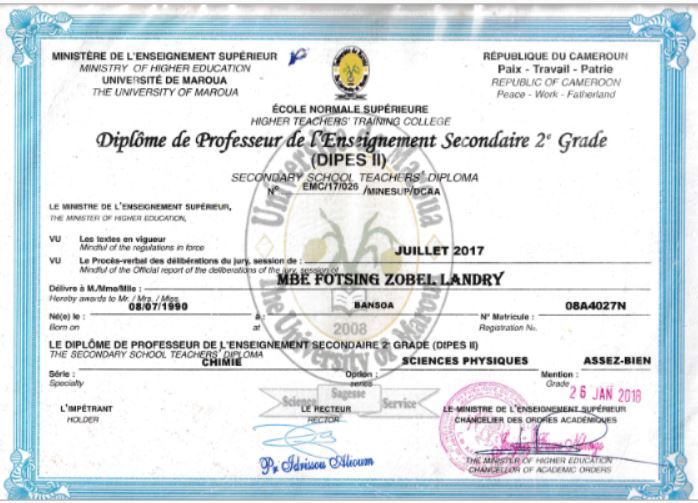 MINISTÈRE DE L'ENSEIGNEMENT SUPÉRIEUR
MINISTRY OF HIGHER EDUCATION
UNIVERSITÉ DE MAROUA
THE UNIVERSITY OF MAROUA
RÉPUBLIQUE DU CAMEROUN
Paix - Travail - Patrie
REPUBLIC OF CAMEROON
Peace - Work - Fatherland
ÉCOLE NORMALE SUPÉRIEURE
HIGHER TEACHERS' TRAINING COLLEGE
Diplôme de Professeur de l'Enseignement Secondaire 2e Grade
(DIPES II)
SECONDARY SCHOOL TEACHERS' DIPLOMA
N° EMC/17/026 /MINESUP/DCAA
LE MINISTRE DE L'ENSEIGNEMENT SUPÉRIEUR,
THE MINISTER OF HIGHER EDUCATION,
VU Les textes en vigueur
Mindful of the regulations in force
VU Le Procès-verbal des délibérations du jury, session de : JUILLET 2017
Mindful of the Official report of the deliberations of the jury, session of
Délivré à M./Mme/Mlle : MBE FOTSING ZOBEL LANDRY
Hereby awards to Mr. / Mrs. / Miss
Né(e) le : 08/07/1990 à : BANSOA N° Matricule : 08A4027N
Born on at Registration No.
LE DIPLÔME DE PROFESSEUR DE L'ENSEIGNEMENT SECONDAIRE 2e GRADE (DIPES II)
THE SECONDARY SCHOOL TEACHERS' DIPLOMA
Série : CHIMIE Option : SCIENCES PHYSIQUES Mention : ASSEZ-BIEN
Specialty series Grade
26 JAN 2018
L'IMPÉTRANT
HOLDER
LE RECTEUR
RECTOR
Pr Idrissou Alioum
LE MINISTRE DE L'ENSEIGNEMENT SUPÉRIEUR
CHANCELIER DES ORDRES ACADÉMIQUES
THE MINISTER OF HIGHER EDUCATION
CHANCELLOR OF ACADEMIC ORDERS
Université de Maroua
The University of Maroua
2008
Science Sagesse Service